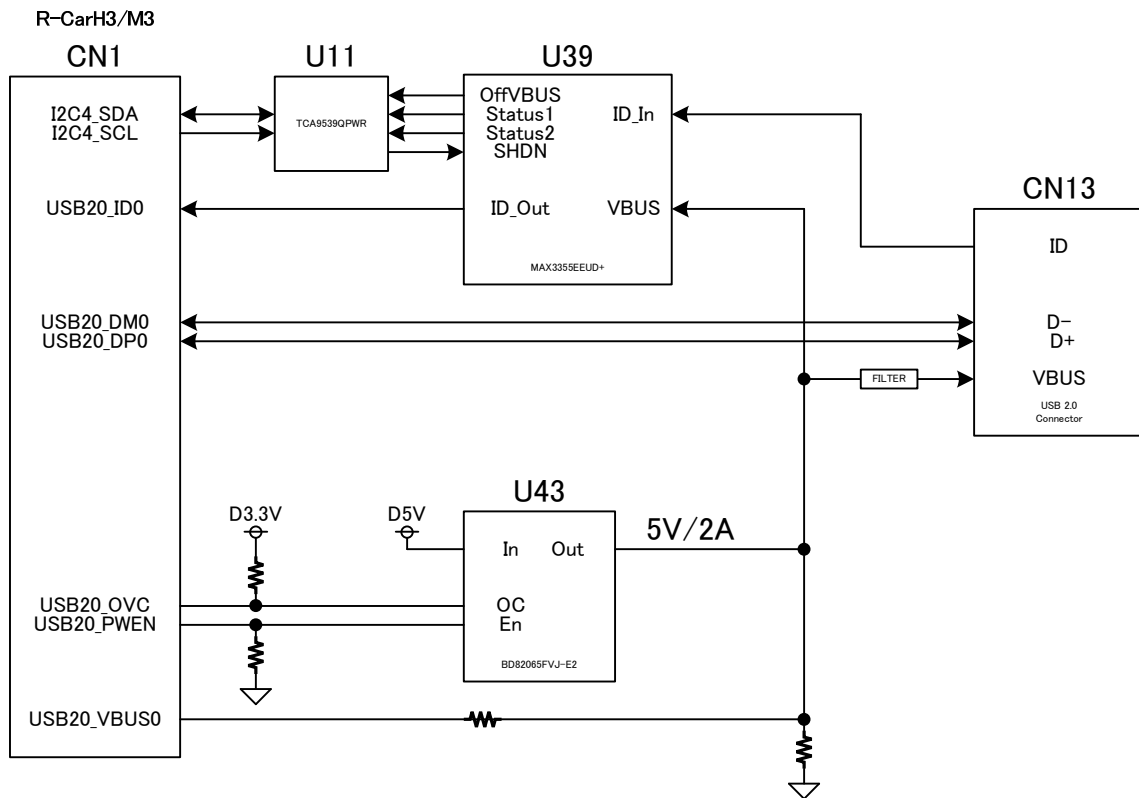 R-CarH3/M3
CN1
U11
U39
I2C4_SDA
I2C4_SCL
TCA9539QPWR
OffVBUS
Status1
Status2
SHDN
ID_In
USB20_ID0
ID_Out
VBUS
MAX3355EEUD+
CN13
ID
USB20_DM0
USB20_DP0
D-
D+
FILTER
VBUS
USB 2.0
Connector
U43
D3.3V
D5V
In
Out
5V/2A
USB20_OVC
USB20_PWEN
OC
En
BD82065FVJ-E2
USB20_VBUS0